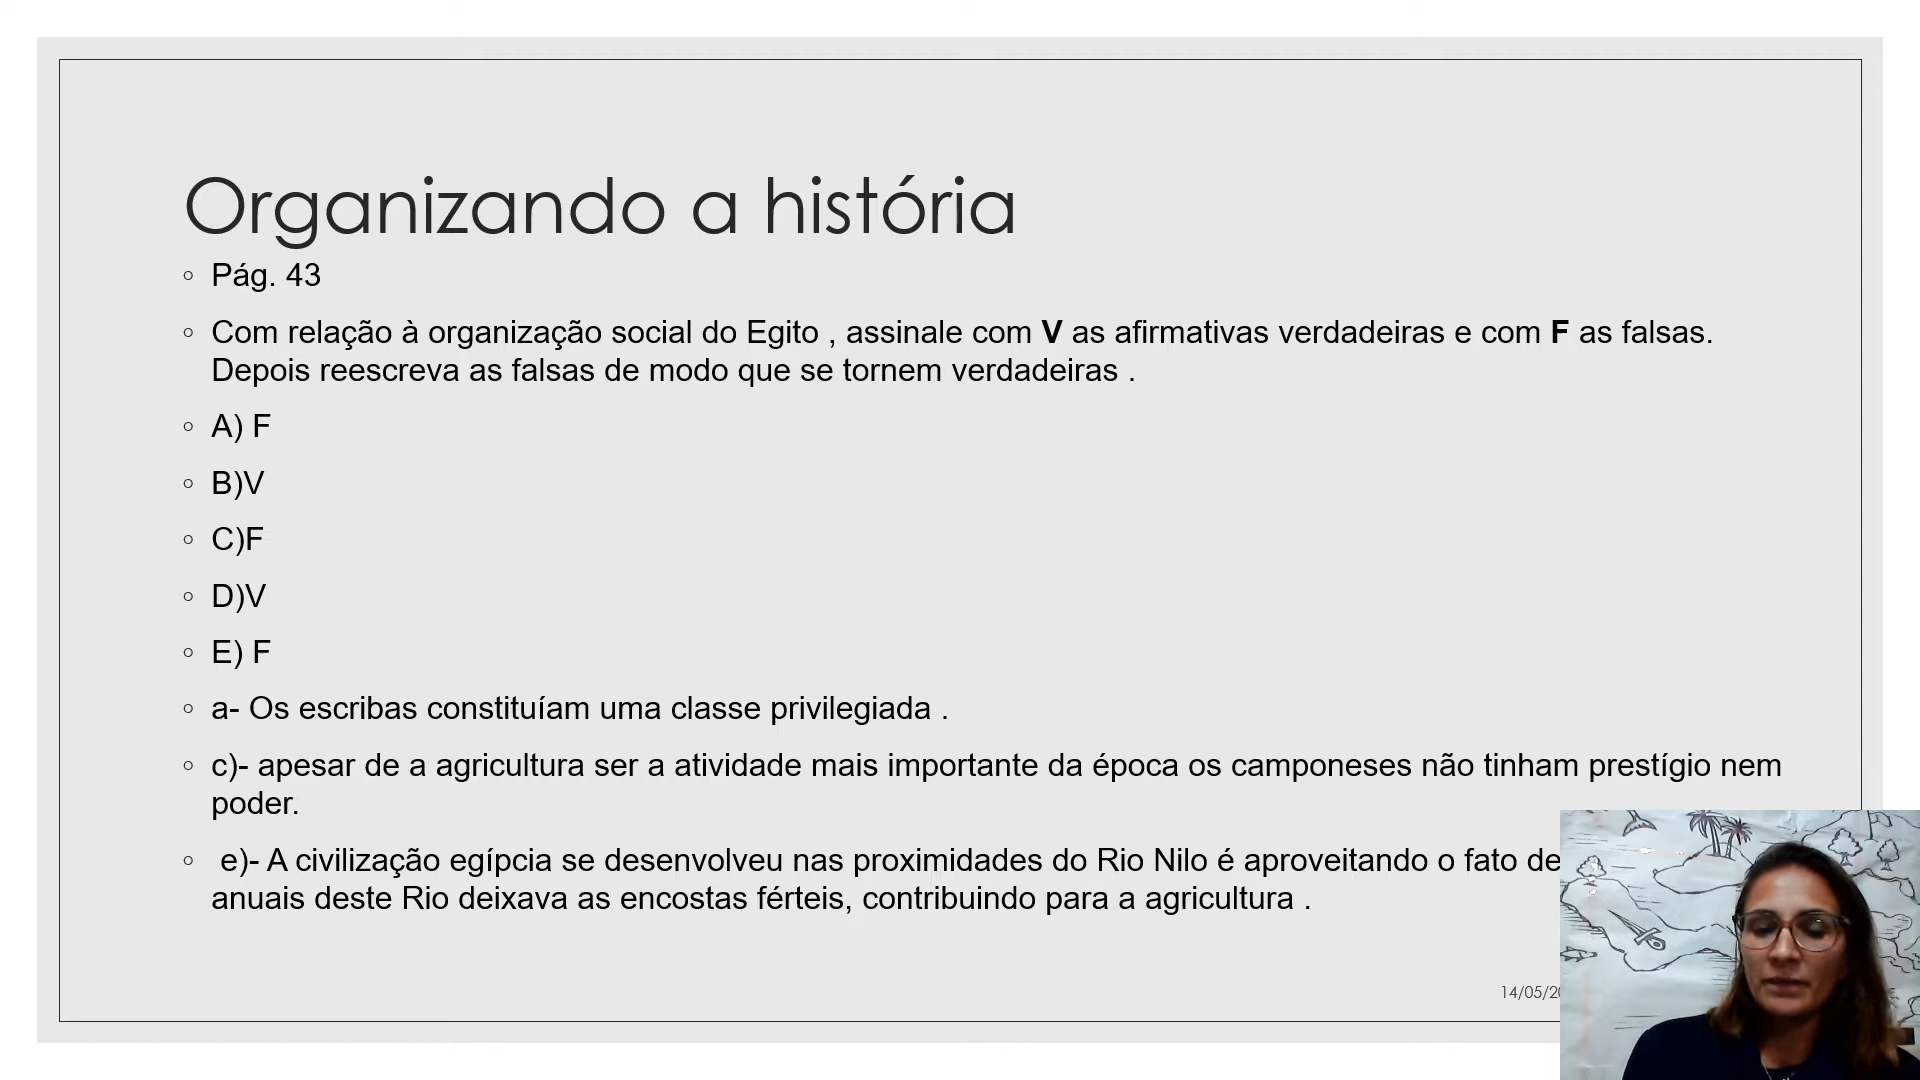 Organizando a história
Pág. 43
Com relação à organização social do Egito , assinale com V as afirmativas verdadeiras e com F as falsas.
Depois reescreva as falsas de modo que se tornem verdadeiras .
A) F
B)V
C)F
D)V
E) F
a- Os escribas constituíam uma classe privilegiada .
c)- apesar de a agricultura ser a atividade mais importante da época os camponeses não tinham prestígio nem
poder.
e)- A civilização egípcia se desenvolveu nas proximidades do Rio Nilo é aproveitando o fato de
anuais deste Rio deixava as encostas férteis, contribuindo para a agricultura .
14/05/20